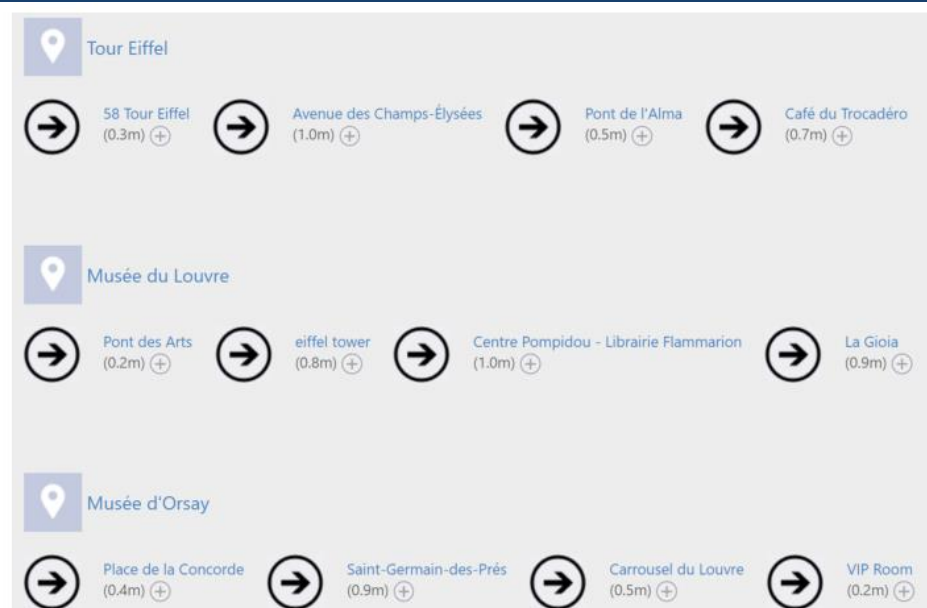 Tour Eiffel
58 Tour Eiffel
(0.3m)
Avenue des Champs-Élysées
(1.0m)
Pont de l'Alma
(0.5m)
Café du Trocadéro
(0.7m)
Musée du Louvre
Pont des Arts
(0.2m)
eiffel tower
(0.8m)
Centre Pompidou - Librairie Flammarion
(1.0m)
La Gioia
(0.9m)
Musée d'Orsay
Place de la Concorde
(0.4m)
Saint-Germain-des-Prés
(0.9m)
Carrousel du Louvre
(0.5m)
VIP Room
(0.2m)